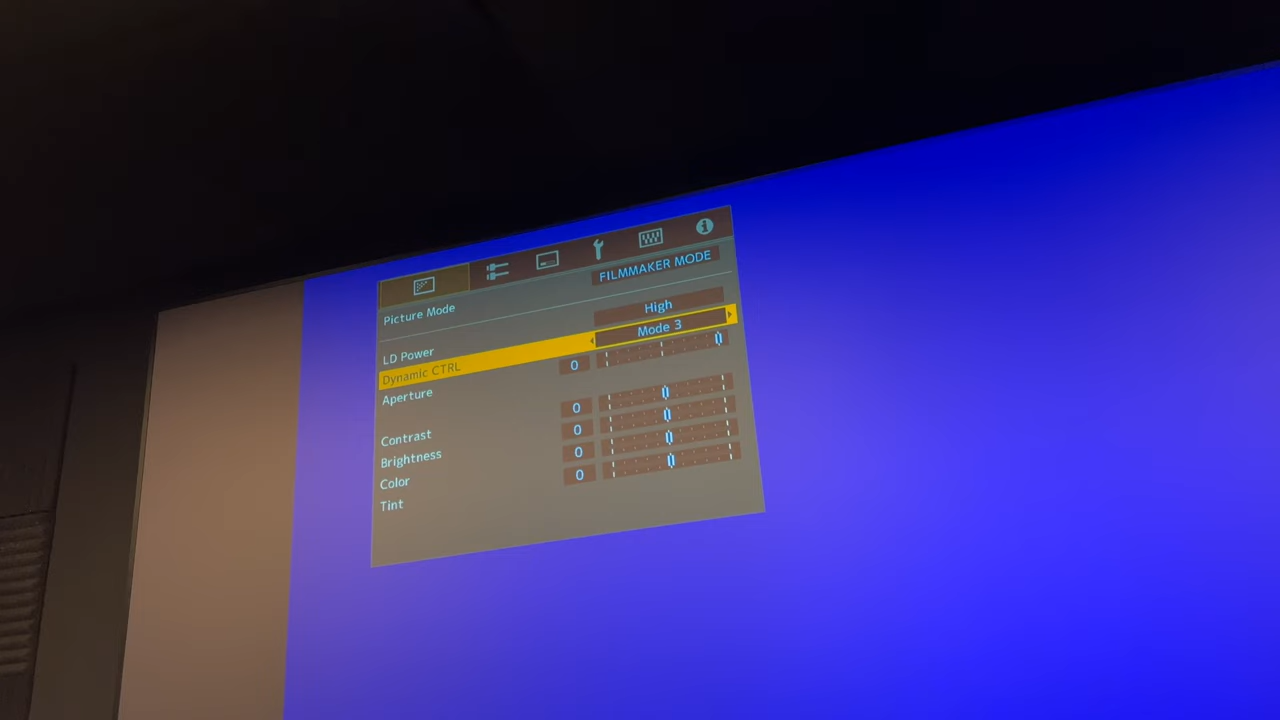 Picture Mode FILMMAKER MODE
LD Power High
Dynamic CTRL Mode 3
Aperture 0
Contrast 0
Brightness 0
Color 0
Tint 0